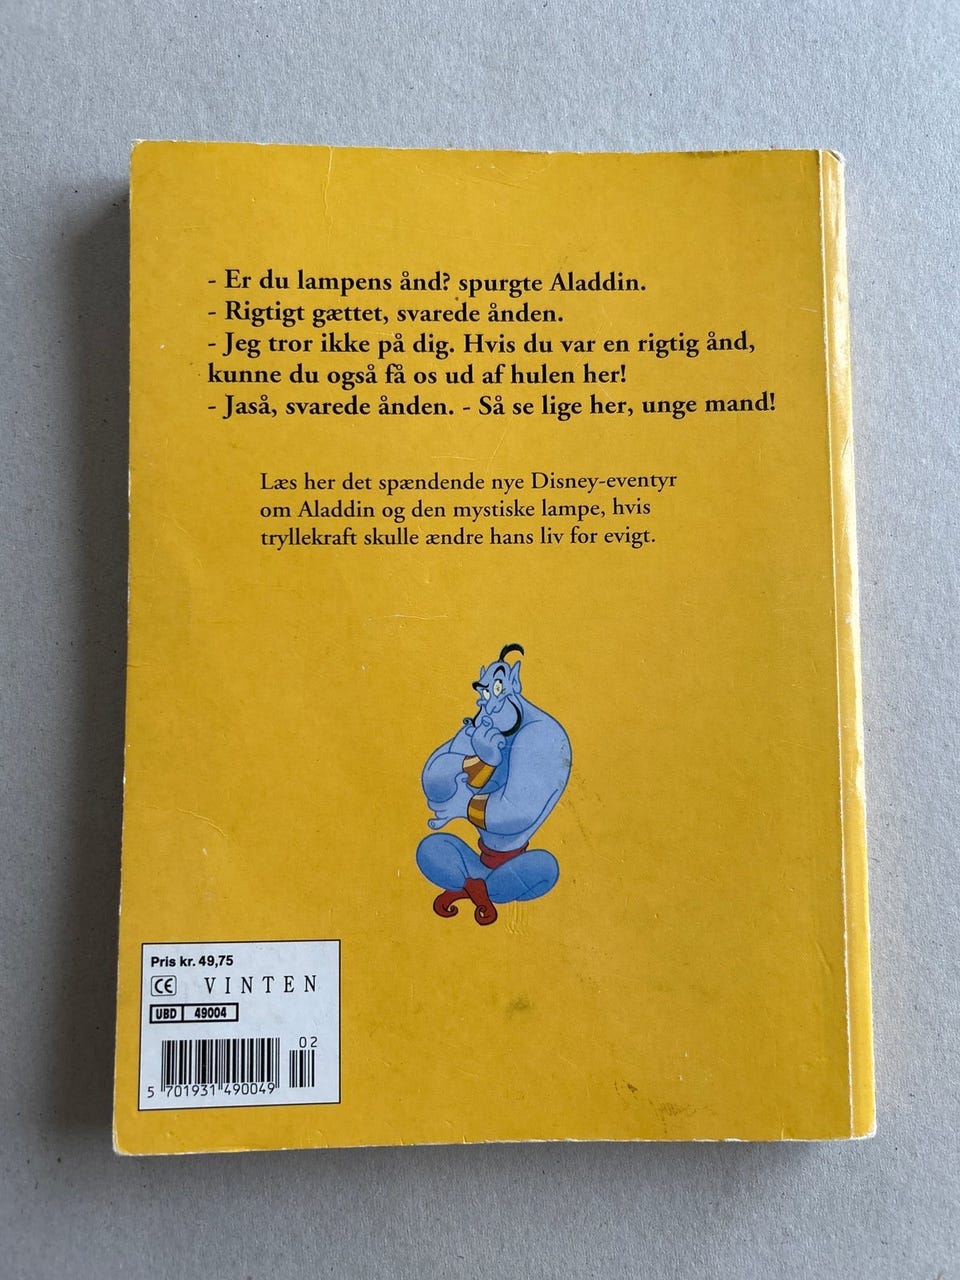 - Er du lampens ånd? spurgte Aladdin.
- Rigtigt gættet, svarede ånden.
- Jeg tror ikke på dig. Hvis du var en rigtig ånd,
kunne du også få os ud af hulen her!
- Jaså, svarede ånden. - Så se lige her, unge mand!
Læs her det spændende nye Disney-eventyr
om Aladdin og den mystiske lampe, hvis
tryllekraft skulle ændre hans liv for evigt.
Pris kr. 49,75
CE VINTEN
UBD 49004
02
5 701931 490049